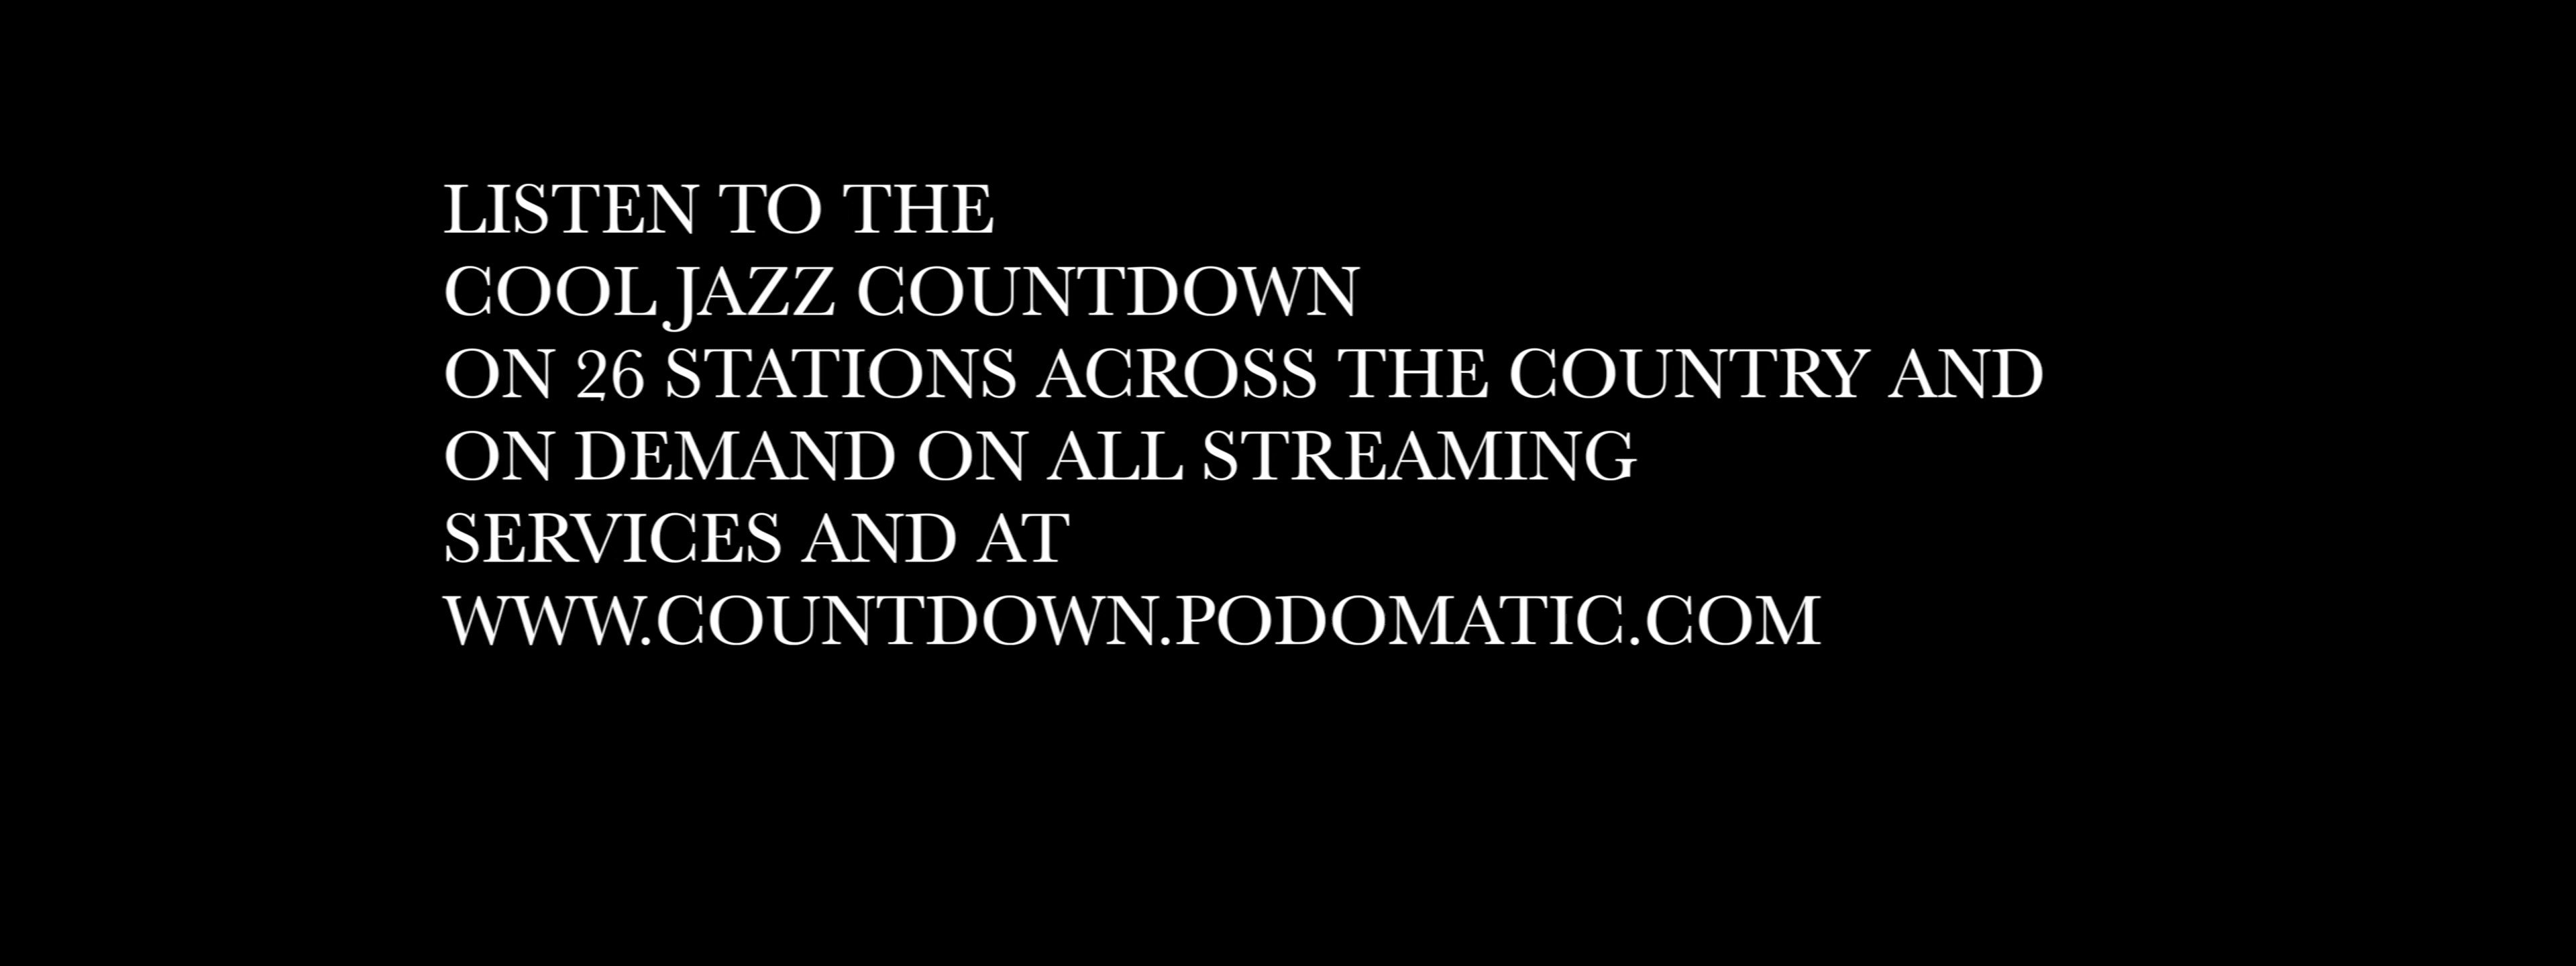 LISTEN TO THE
COOL JAZZ COUNTDOWN
ON 26 STATIONS ACROSS THE COUNTRY AND
ON DEMAND ON ALL STREAMING
SERVICES AND AT
WWW.COUNTDOWN.PODOMATIC.COM